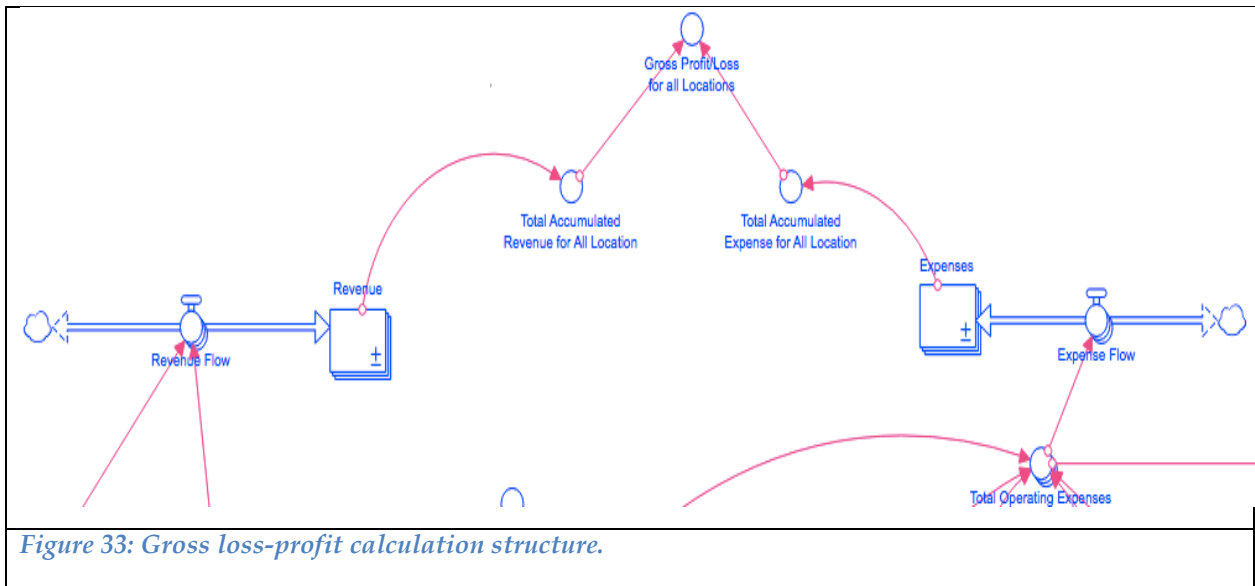 Gross Profit/Loss
for all Locations
Total Accumulated
Revenue for All Location
Total Accumulated
Expense for All Location
Revenue
Expenses
±
±
Revenue Flow
Expense Flow
Total Operating Expenses
Figure 33: Gross loss-profit calculation structure.